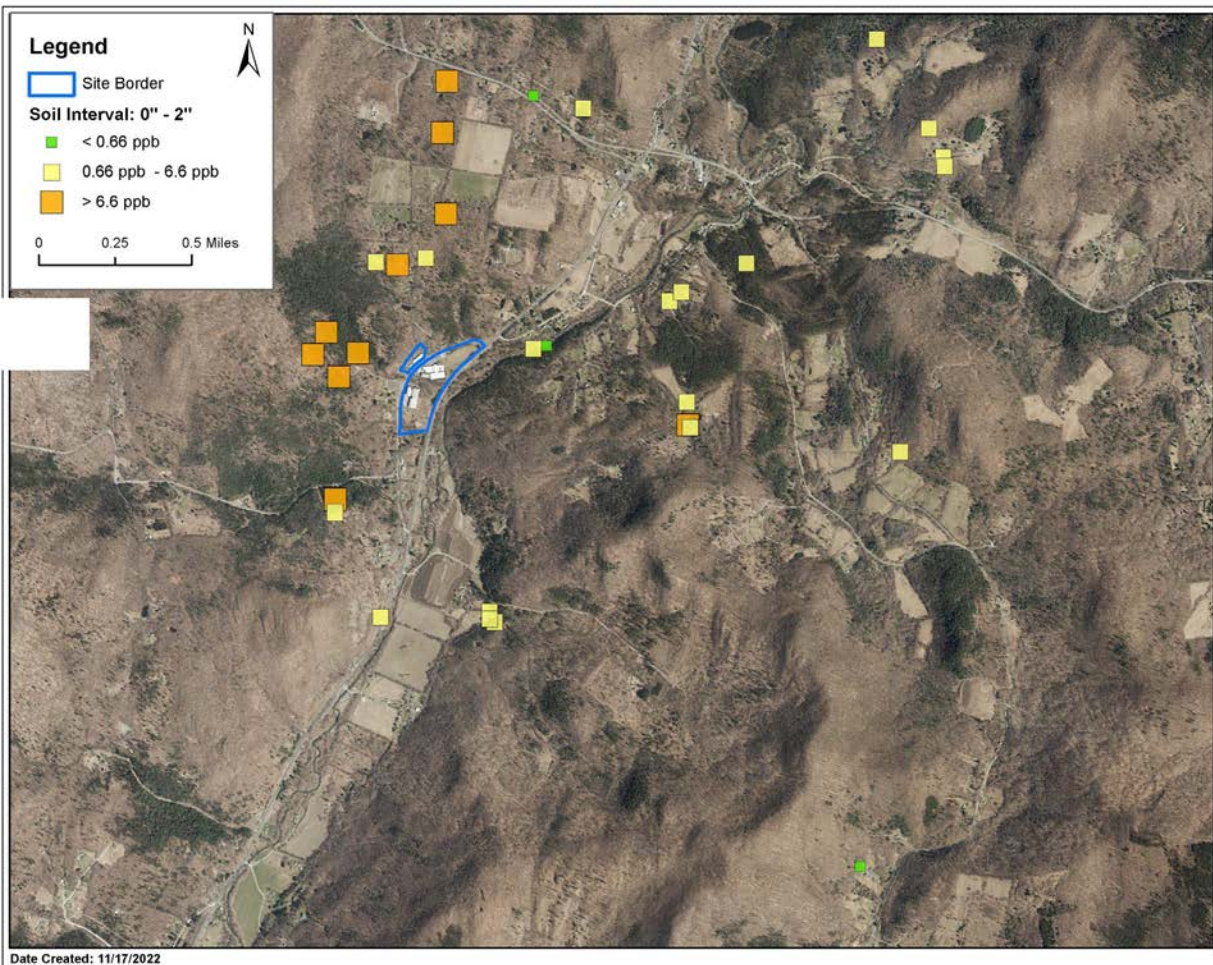 Legend
N
Site Border
Soil Interval: 0" - 2"
< 0.66 ppb
0.66 ppb - 6.6 ppb
> 6.6 ppb
0 0.25 0.5 Miles
Date Created: 11/17/2022